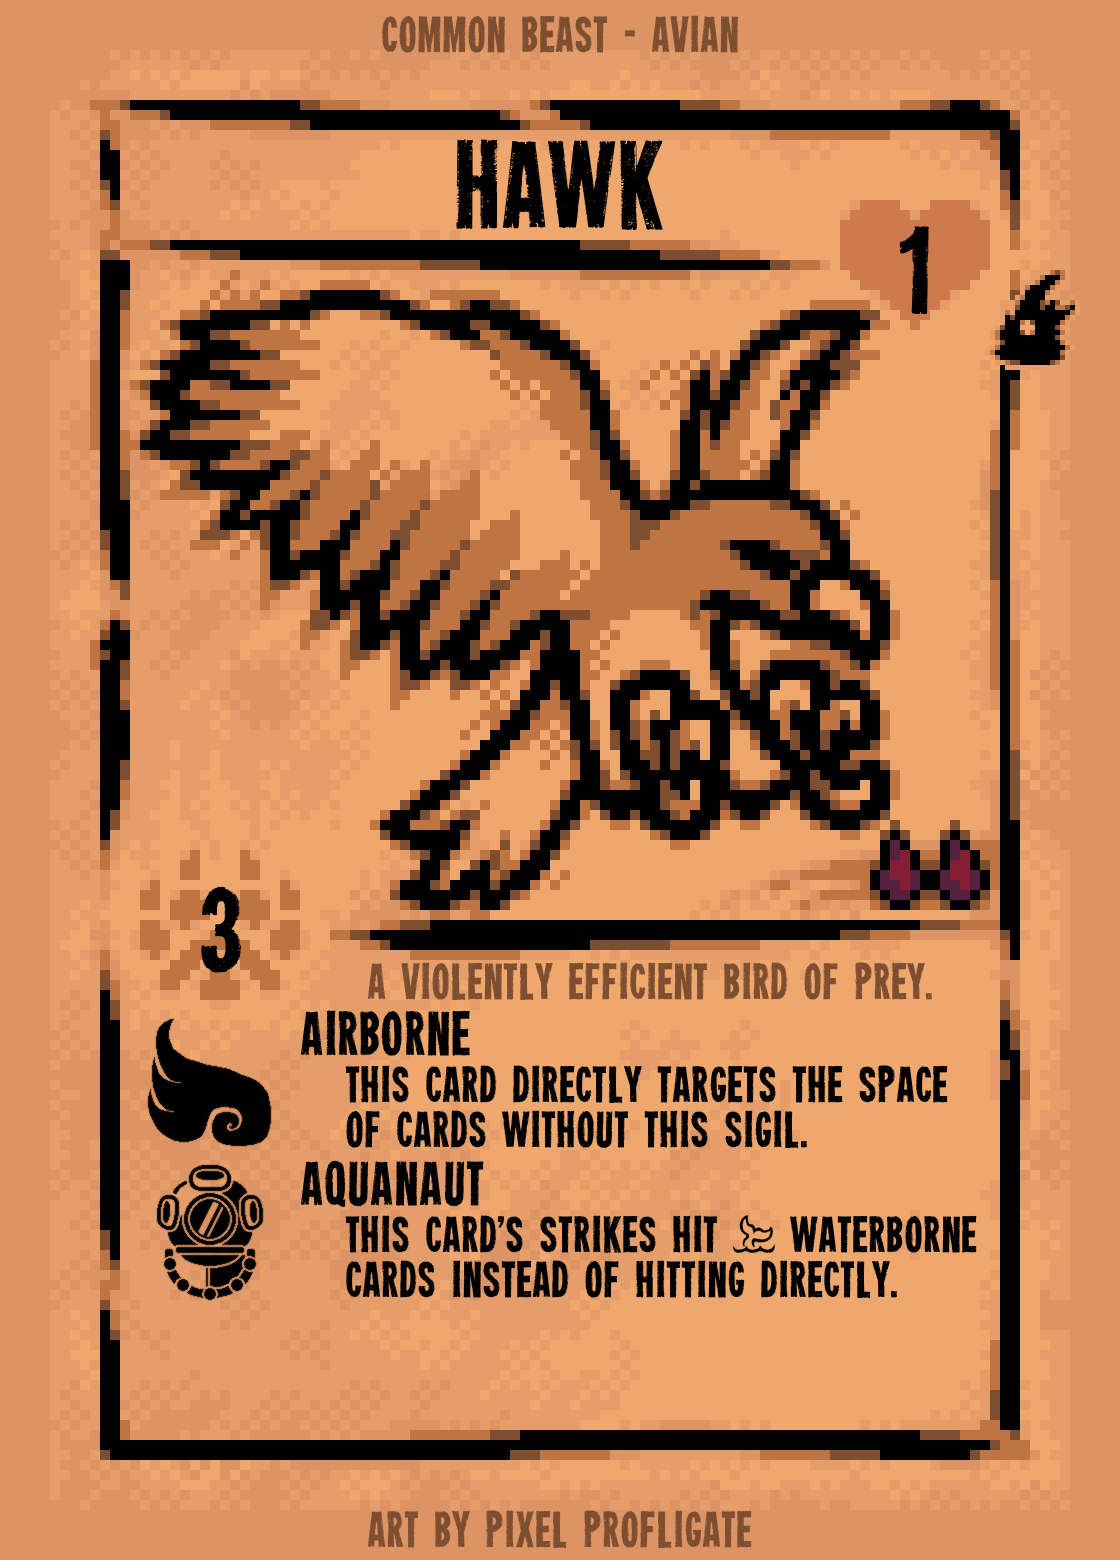 COMMON BEAST - AVIAN
HAWK
1
3
A VIOLENTLY EFFICIENT BIRD OF PREY.
AIRBORNE
THIS CARD DIRECTLY TARGETS THE SPACE
OF CARDS WITHOUT THIS SIGIL.
AQUANAUT
THIS CARD'S STRIKES HIT WATERBORNE
CARDS INSTEAD OF HITTING DIRECTLY.
ART BY PIXEL PROFLIGATE